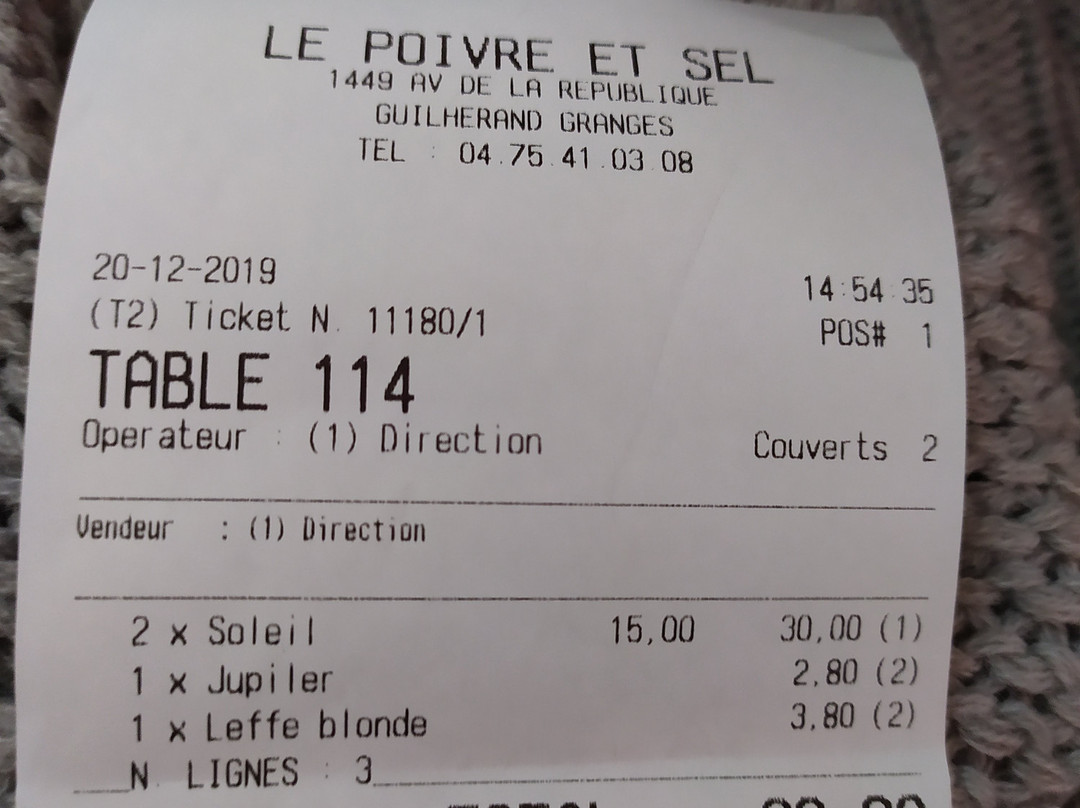 LE POIVRE ET SEL
1449 AV DE LA REPUBLIQUE
GUILHERAND GRANGES
TEL : 04.75.41.03.08
20-12-2019 14:54:35
(T2) Ticket N. 11180/1 POS# 1
TABLE 114
Operateur : (1) Direction Couverts 2
Vendeur : (1) Direction
2 x Soleil 15,00 30,00 (1)
1 x Jupiler 2,80 (2)
1 x Leffe blonde 3,80 (2)
N. LIGNES : 3